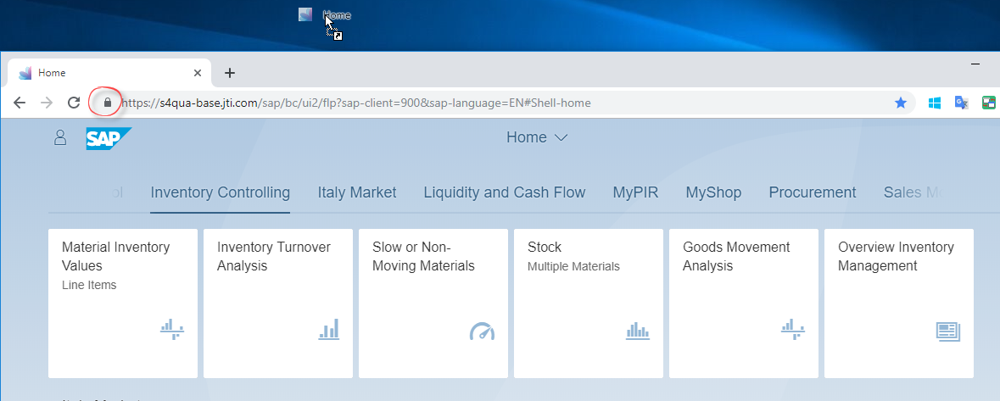 Home
Home
https://s4qua-base.jti.com/sap/bc/ui2/flp?sap-client=900&sap-language=EN#Shell-home
SAP
Home
ol Inventory Controlling Italy Market Liquidity and Cash Flow MyPIR MyShop Procurement Sales M
Material Inventory
Values
Line Items
Inventory Turnover
Analysis
Slow or Non-
Moving Materials
Stock
Multiple Materials
Goods Movement
Analysis
Overview Inventory
Management